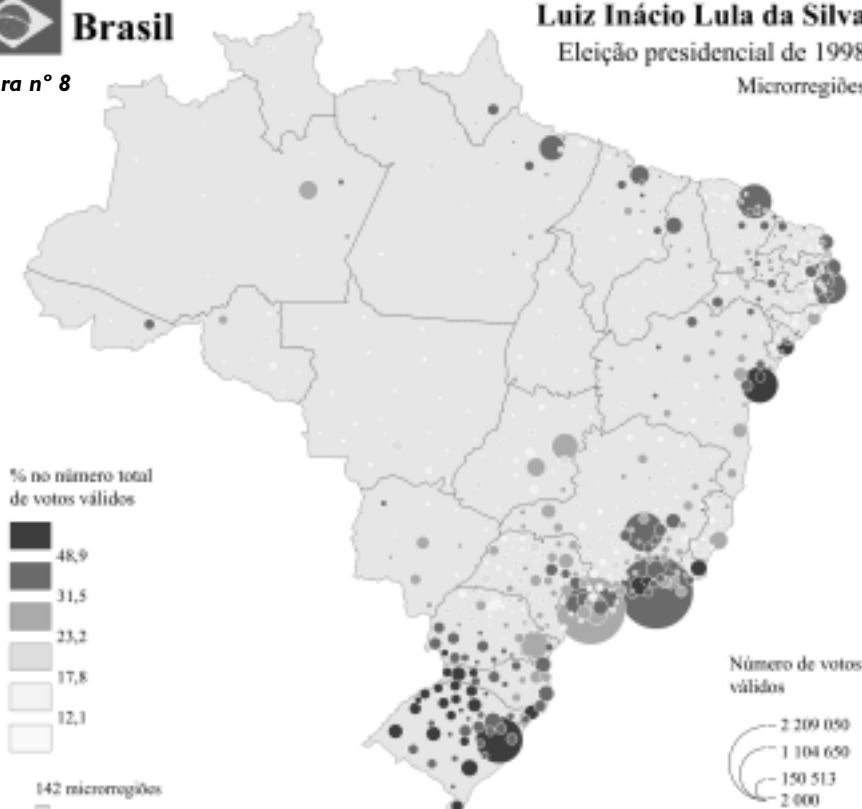 Brasil
ra nº 8
Luiz Inácio Lula da Silva
Eleição presidencial de 1998
Microrregiões
% no número total
de votos válidos
48,9
31,5
23,2
17,8
12,1
142 microrregiões
Número de votos
válidos
2 209 050
1 104 650
150 513
2 000